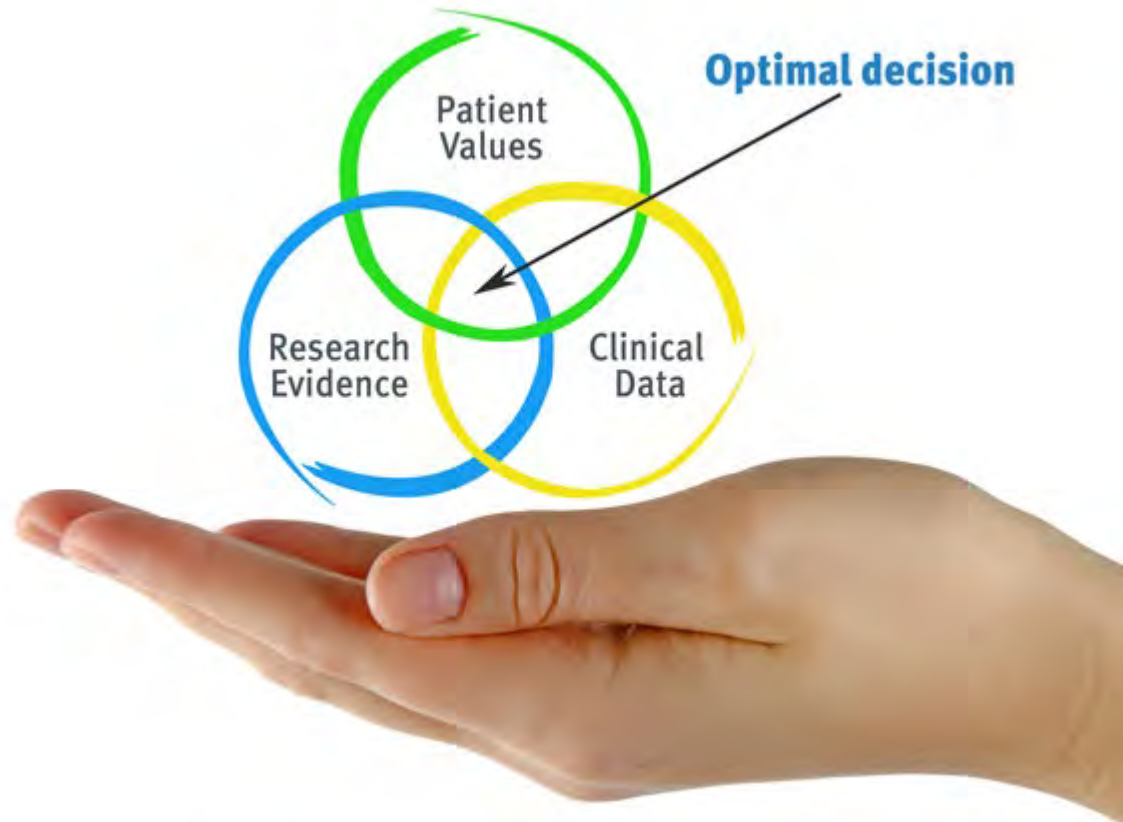 Optimal decision
Patient
Values
Research
Evidence
Clinical
Data